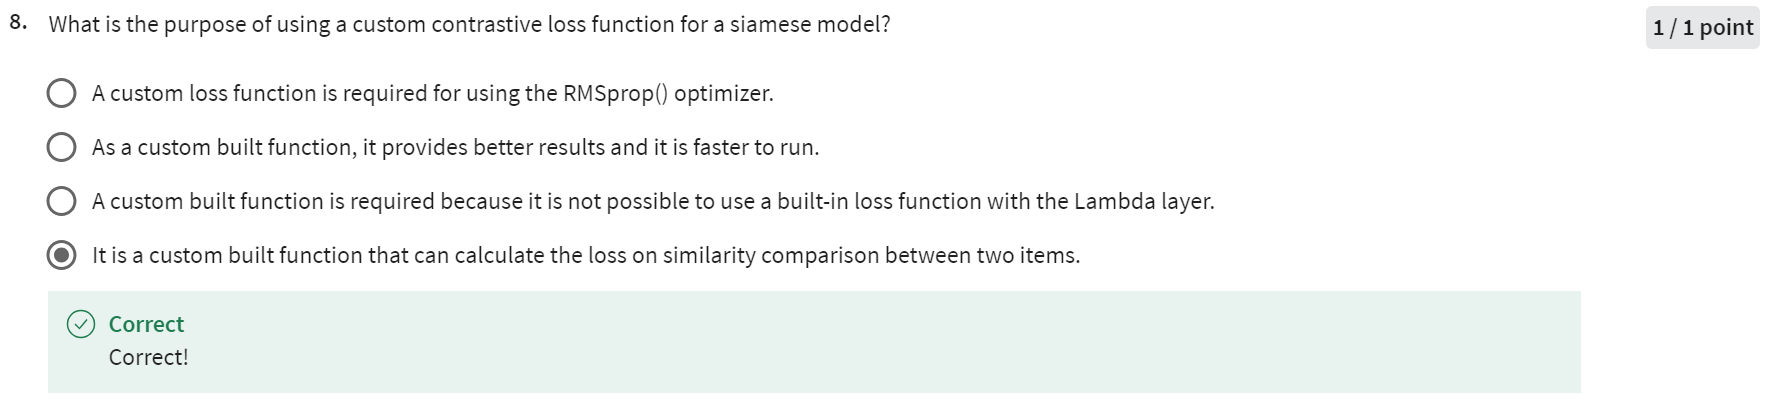 8. What is the purpose of using a custom contrastive loss function for a siamese model?
1 / 1 point
A custom loss function is required for using the RMSprop() optimizer.
As a custom built function, it provides better results and it is faster to run.
A custom built function is required because it is not possible to use a built-in loss function with the Lambda layer.
It is a custom built function that can calculate the loss on similarity comparison between two items.
Correct
Correct!